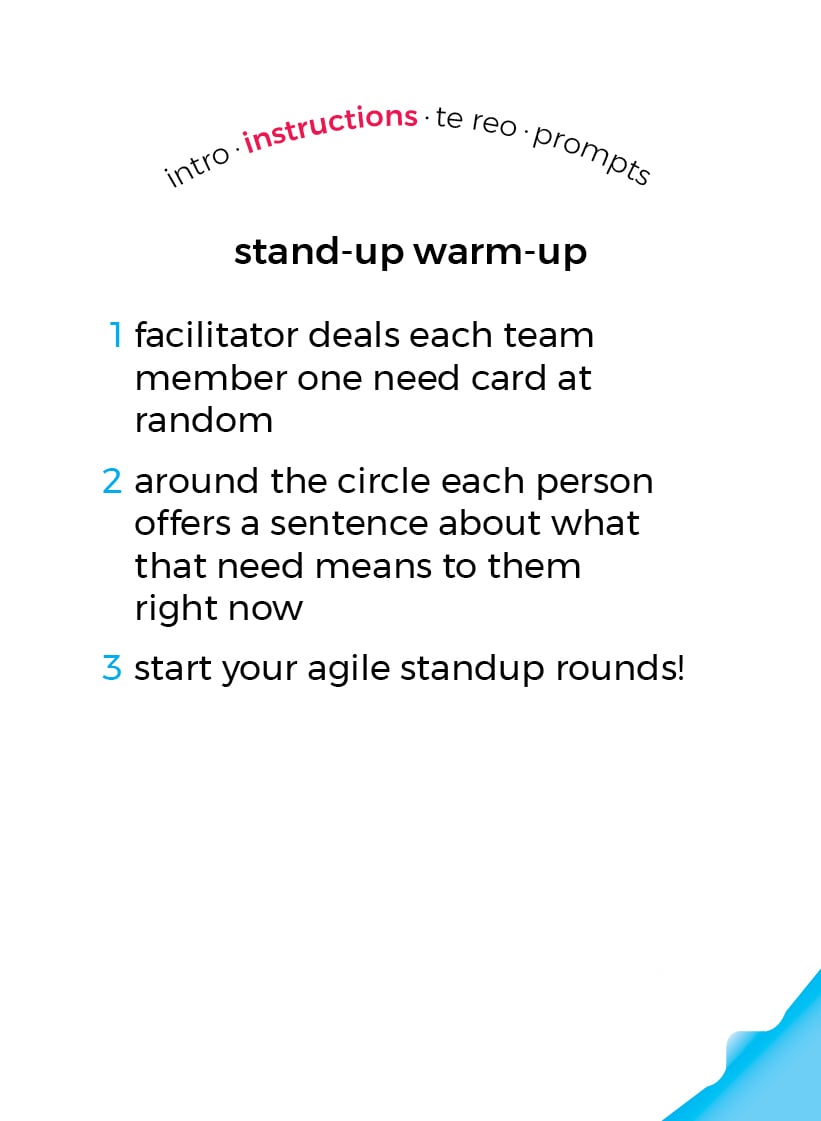 intro · instructions · te reo · prompts
stand-up warm-up
1 facilitator deals each team
member one need card at
random
2 around the circle each person
offers a sentence about what
that need means to them
right now
3 start your agile standup rounds!